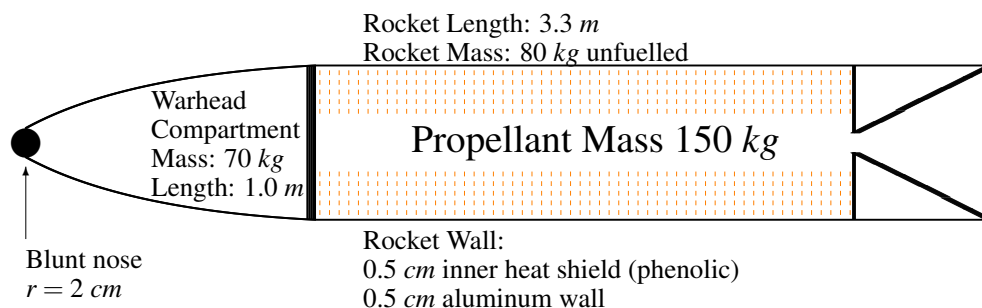 Rocket Length: 3.3 m
Rocket Mass: 80 kg unfuelled
Warhead
Compartment
Mass: 70 kg
Length: 1.0 m
Propellant Mass 150 kg
Blunt nose
r = 2 cm
Rocket Wall:
0.5 cm inner heat shield (phenolic)
0.5 cm aluminum wall